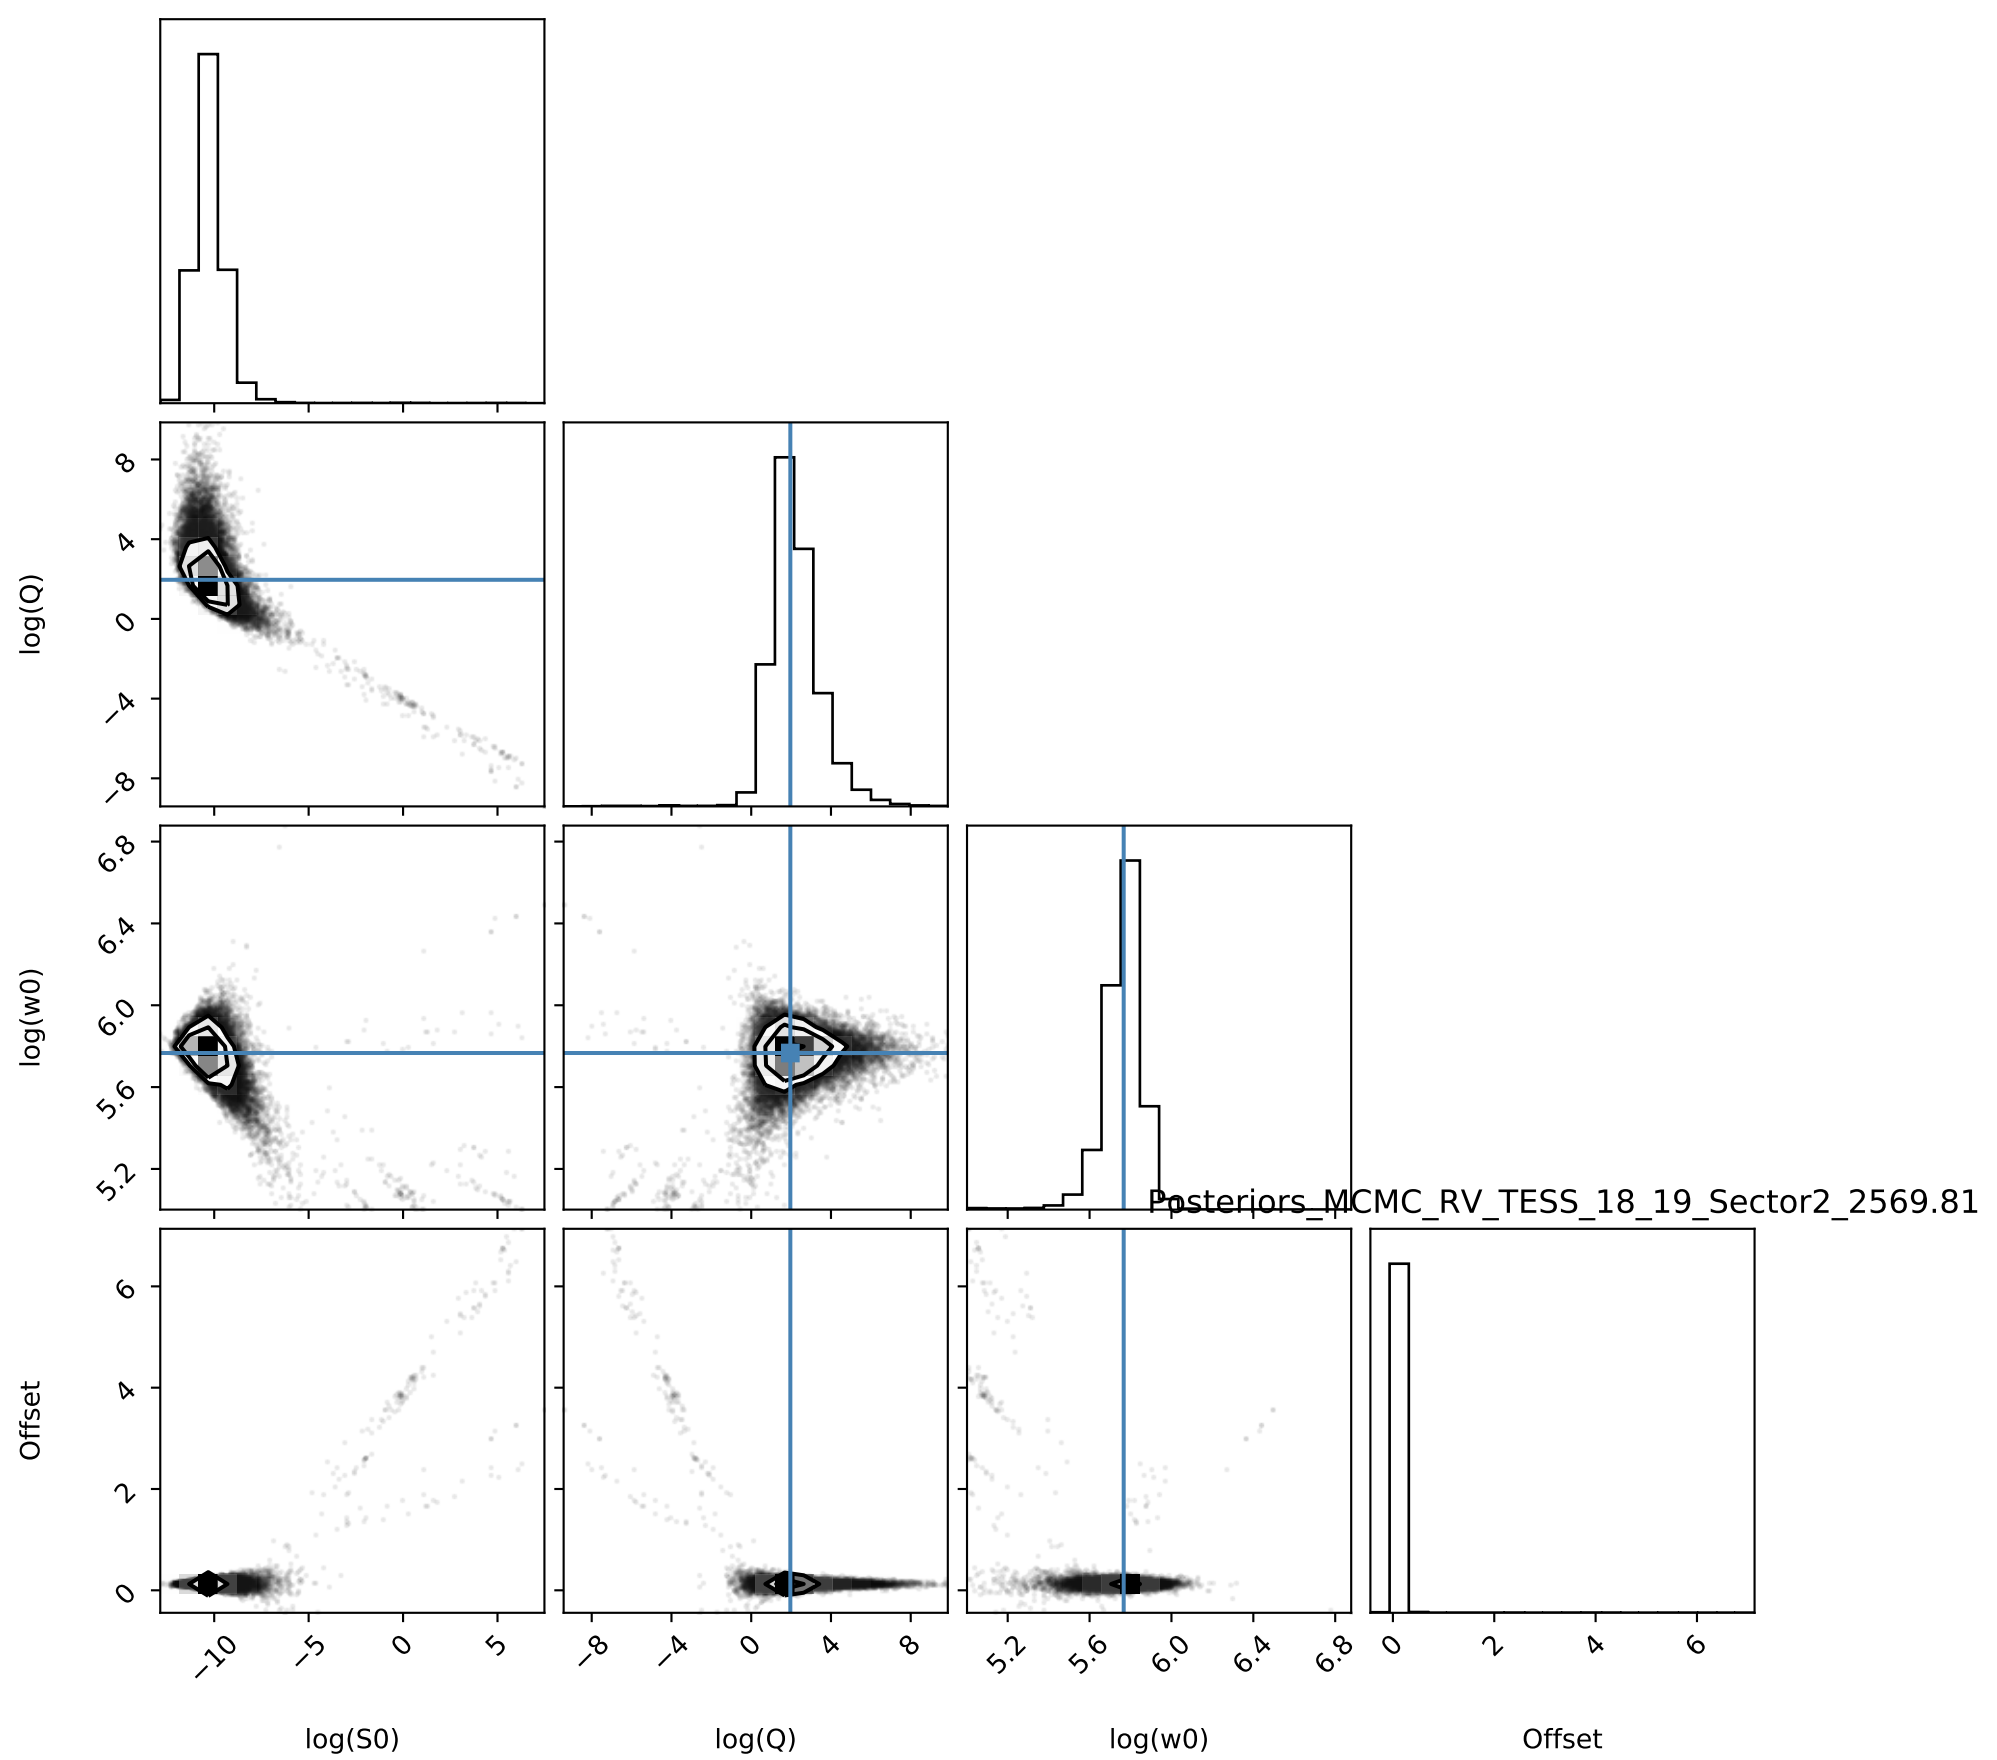 log(Q)
8
4
0
−4
−8
log(w0)
6.8
6.4
6.0
5.6
5.2
Posteriors_MCMC_RV_TESS_18_19_Sector2_2569.81
Offset
6
4
2
0
−10 −5 0 5
−8 −4 0 4 8
5.2 5.6 6.0 6.4 6.8
0 2 4 6
log(S0) log(Q) log(w0) Offset